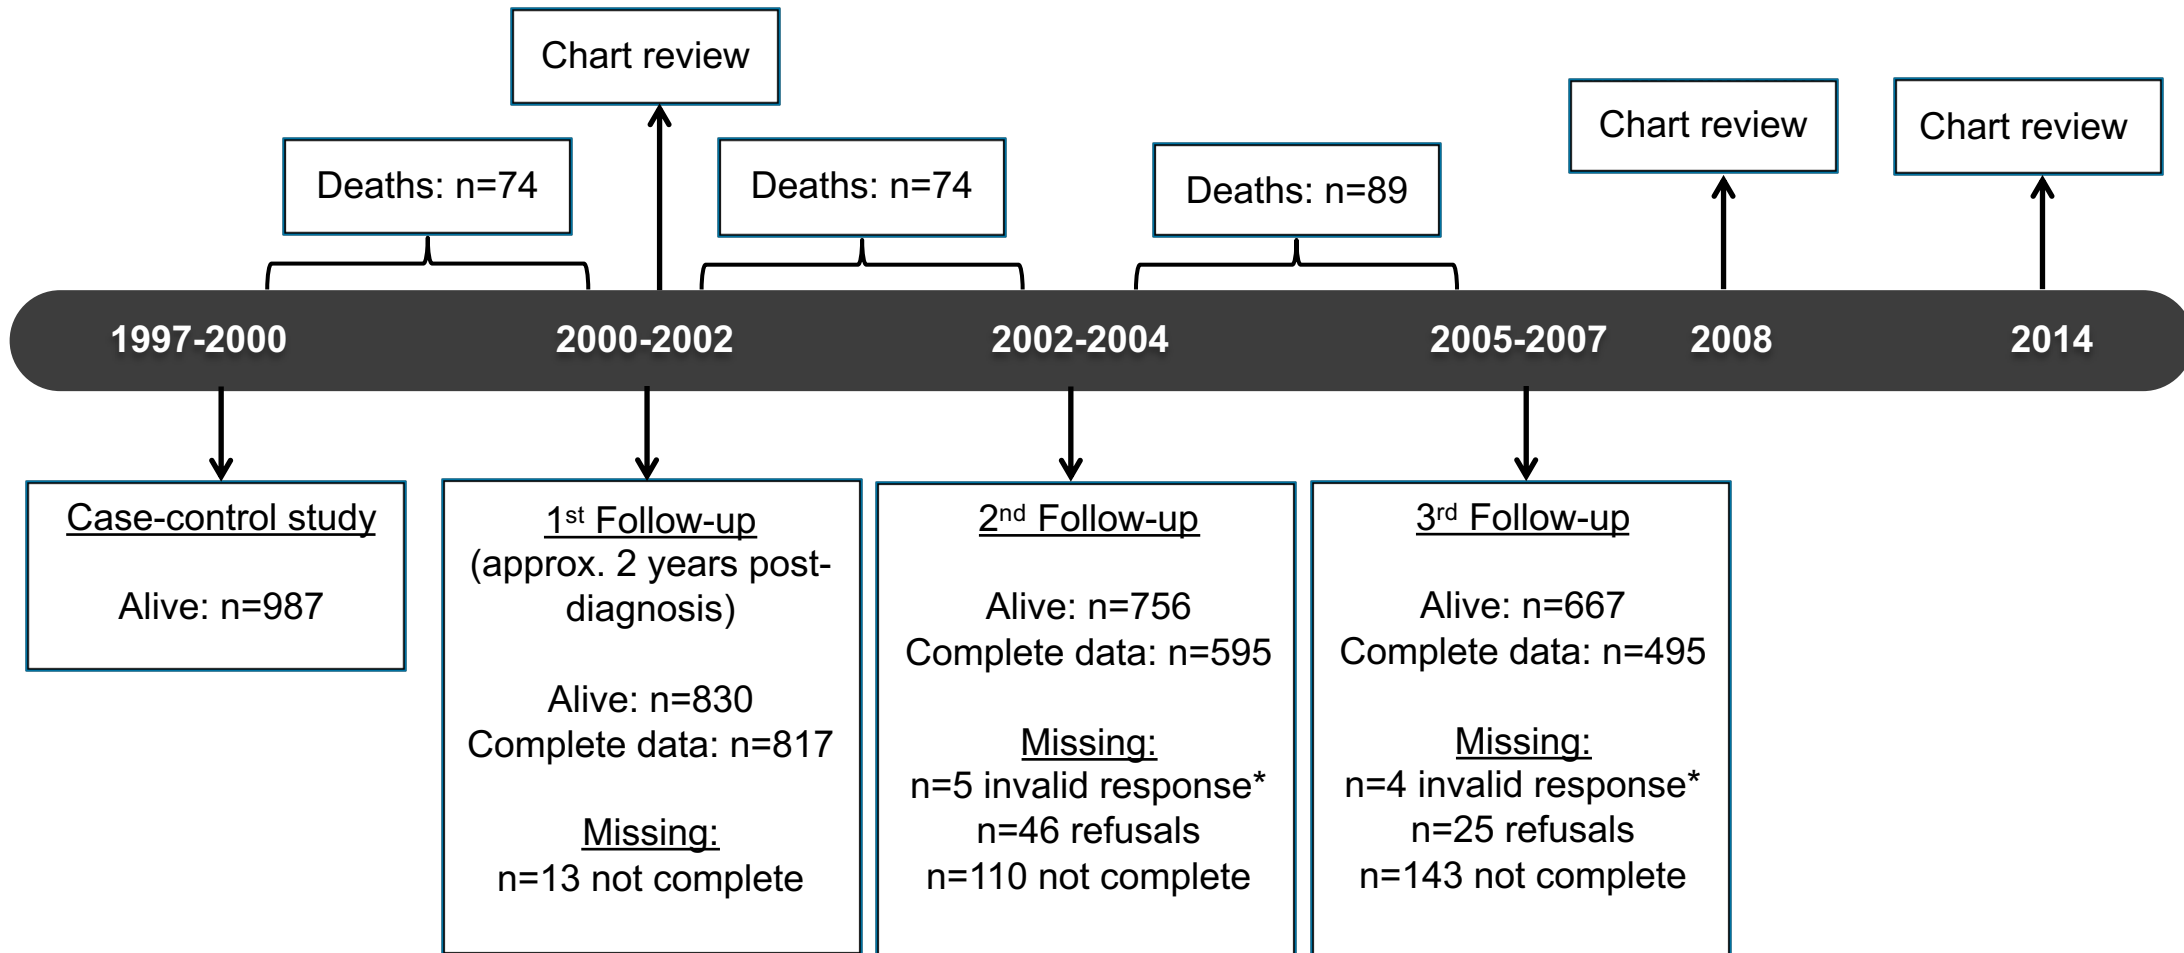 Chart review
Chart review
Chart review
Deaths: n=74
Deaths: n=74
Deaths: n=89
1997-2000
2000-2002
2002-2004
2005-2007
2008
2014
Case-control study
Alive: n=987
1st Follow-up
(approx. 2 years post-
diagnosis)
Alive: n=830
Complete data: n=817
Missing:
n=13 not complete
2nd Follow-up
Alive: n=756
Complete data: n=595
Missing:
n=5 invalid response*
n=46 refusals
n=110 not complete
3rd Follow-up
Alive: n=667
Complete data: n=495
Missing:
n=4 invalid response*
n=25 refusals
n=143 not complete